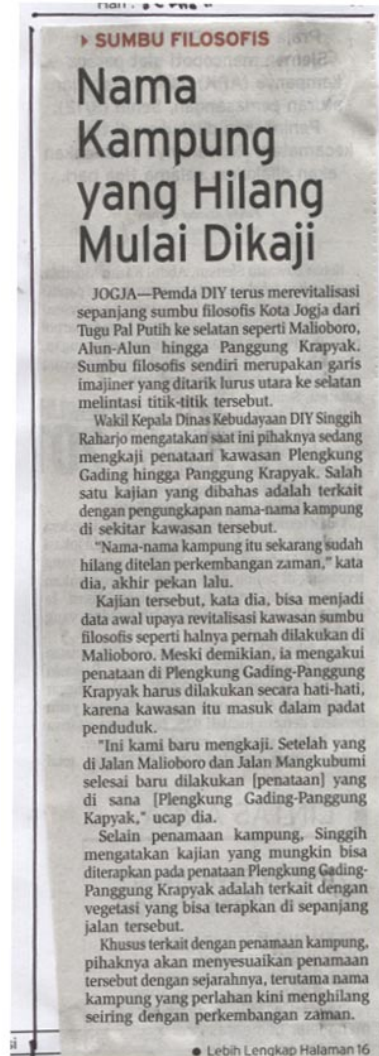 ▸ SUMBU FILOSOFIS
Nama
Kampung
yang Hilang
Mulai Dikaji
JOGJA—Pemda DIY terus merevitalisasi
sepanjang sumbu filosofis Kota Jogja dari
Tugu Pal Putih ke selatan seperti Malioboro,
Alun-Alun hingga Panggung Krapyak.
Sumbu filosofis sendiri merupakan garis
imajiner yang ditarik lurus utara ke selatan
melintasi titik-titik tersebut.
Wakil Kepala Dinas Kebudayaan DIY Singgih
Raharjo mengatakan saat ini pihaknya sedang
mengkaji penataan kawasan Plengkung
Gading hingga Panggung Krapyak. Salah
satu kajian yang dibahas adalah terkait
dengan pengungkapan nama-nama kampung
di sekitar kawasan tersebut.
"Nama-nama kampung itu sekarang sudah
hilang ditelan perkembangan zaman," kata
dia, akhir pekan lalu.
Kajian tersebut, kata dia, bisa menjadi
data awal upaya revitalisasi kawasan sumbu
filosofis seperti halnya pernah dilakukan di
Malioboro. Meski demikian, ia mengakui
penataan di Plengkung Gading-Panggung
Krapyak harus dilakukan secara hati-hati,
karena kawasan itu masuk dalam padat
penduduk.
"Ini kami baru mengkaji. Setelah yang
di Jalan Malioboro dan Jalan Mangkubumi
selesai baru dilakukan [penataan] yang
di sana [Plengkung Gading-Panggung
Kapyak," ucap dia.
Selain penamaan kampung, Singgih
mengatakan kajian yang mungkin bisa
diterapkan pada penataan Plengkung Gading-
Panggung Krapyak adalah terkait dengan
vegetasi yang bisa terapkan di sepanjang
jalan tersebut.
Khusus terkait dengan penamaan kampung,
pihaknya akan menyesuaikan penamaan
tersebut dengan sejarahnya, terutama nama
kampung yang perlahan kini menghilang
seiring dengan perkembangan zaman.
● Lebih Lengkap Halaman 16